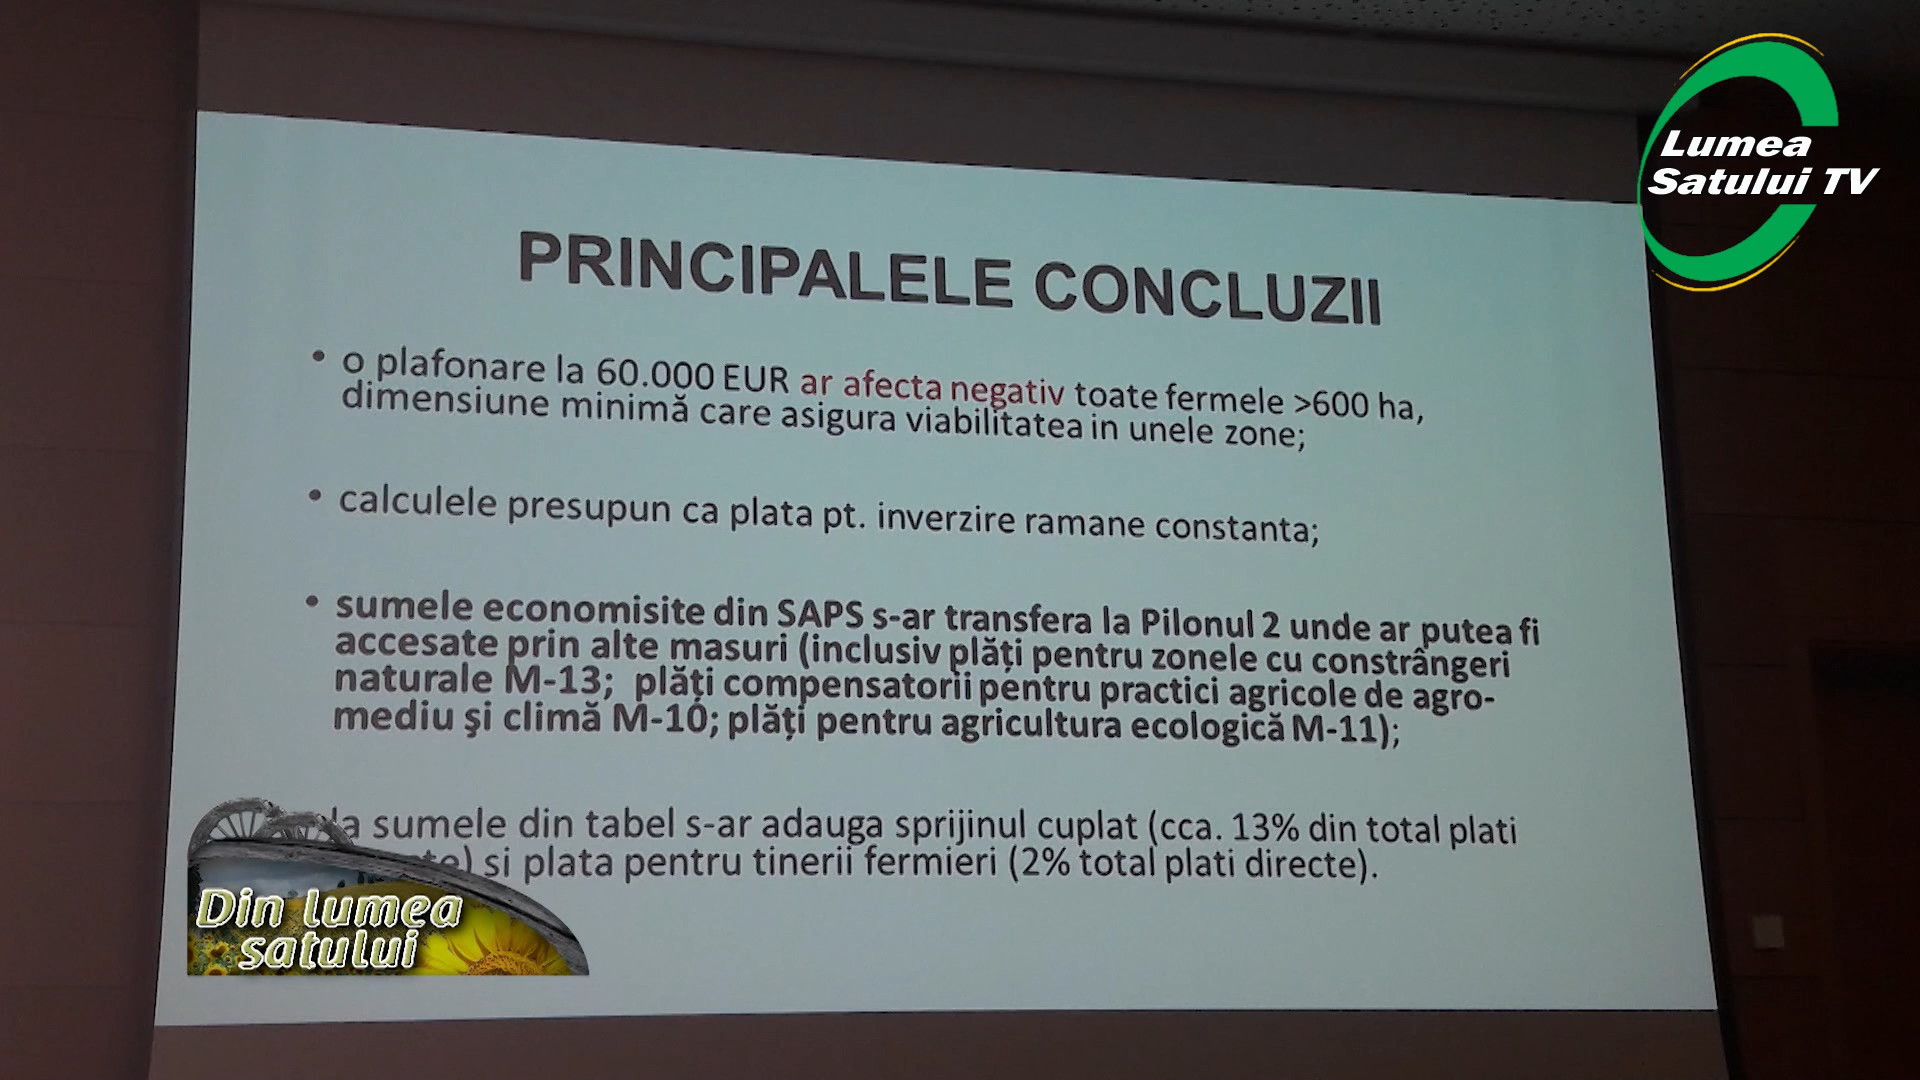 Lumea
Satului TV
PRINCIPALELE CONCLUZII
• o plafonare la 60.000 EUR ar afecta negativ toate fermele >600 ha,
dimensiune minimă care asigura viabilitatea in unele zone;
• calculele presupun ca plata pt. inverzire ramane constanta;
• sumele economisite din SAPS s-ar transfera la Pilonul 2 unde ar putea fi
accesate prin alte masuri (inclusiv plăți pentru zonele cu constrângeri
naturale M-13; plăți compensatorii pentru practici agricole de agro-
mediu şi climă M-10; plăți pentru agricultura ecologică M-11);
la sumele din tabel s-ar adauga sprijinul cuplat (cca. 13% din total plati
si plata pentru tinerii fermieri (2% total plati directe).
Din lumea
satului